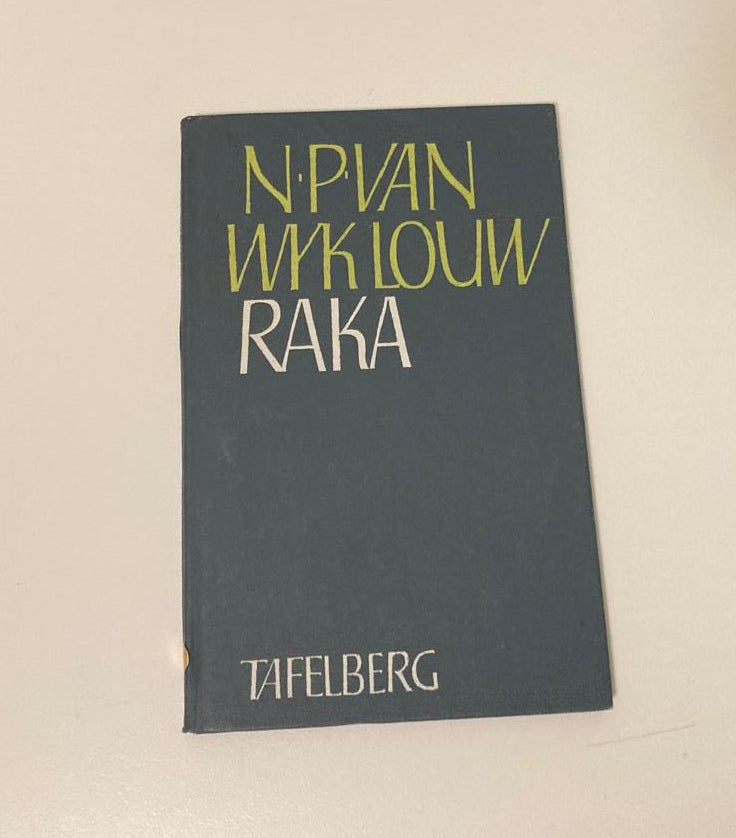 N·P·VAN
WYK LOUW
RAKA
TAFELBERG